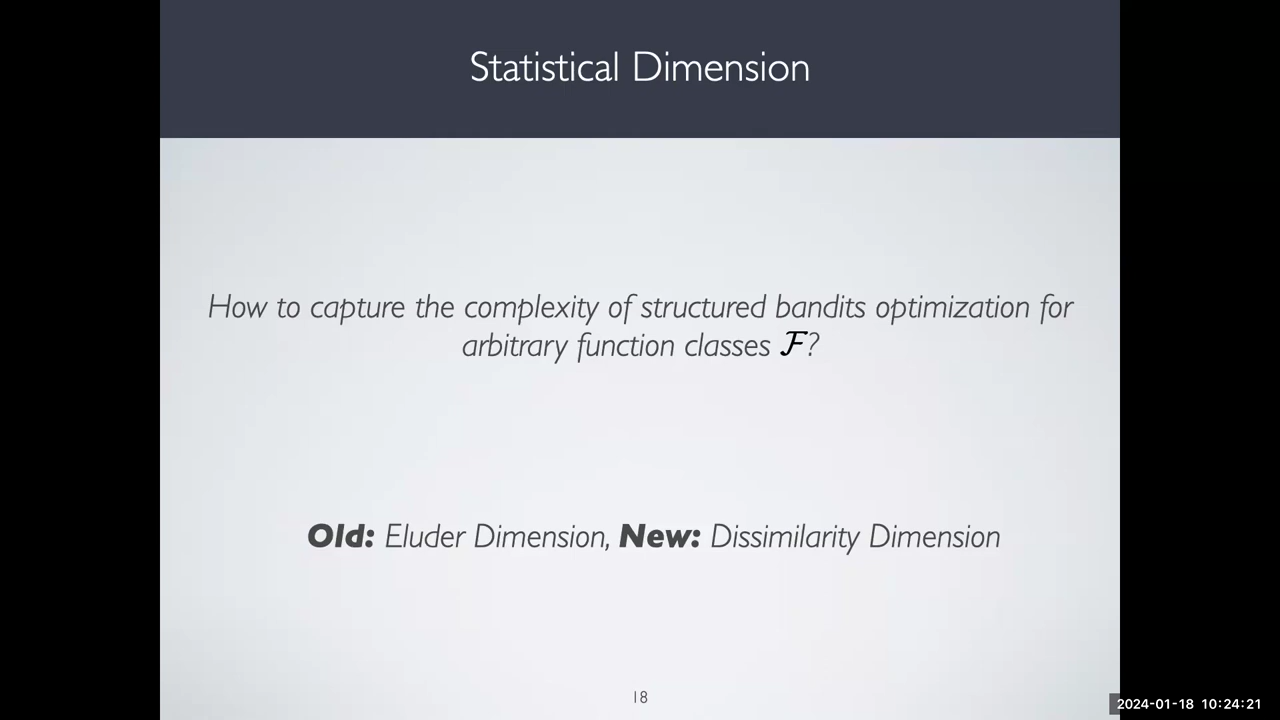 Statistical Dimension
How to capture the complexity of structured bandits optimization for
arbitrary function classes ℱ?
Old: Eluder Dimension, New: Dissimilarity Dimension
18
2024-01-18 10:24:21